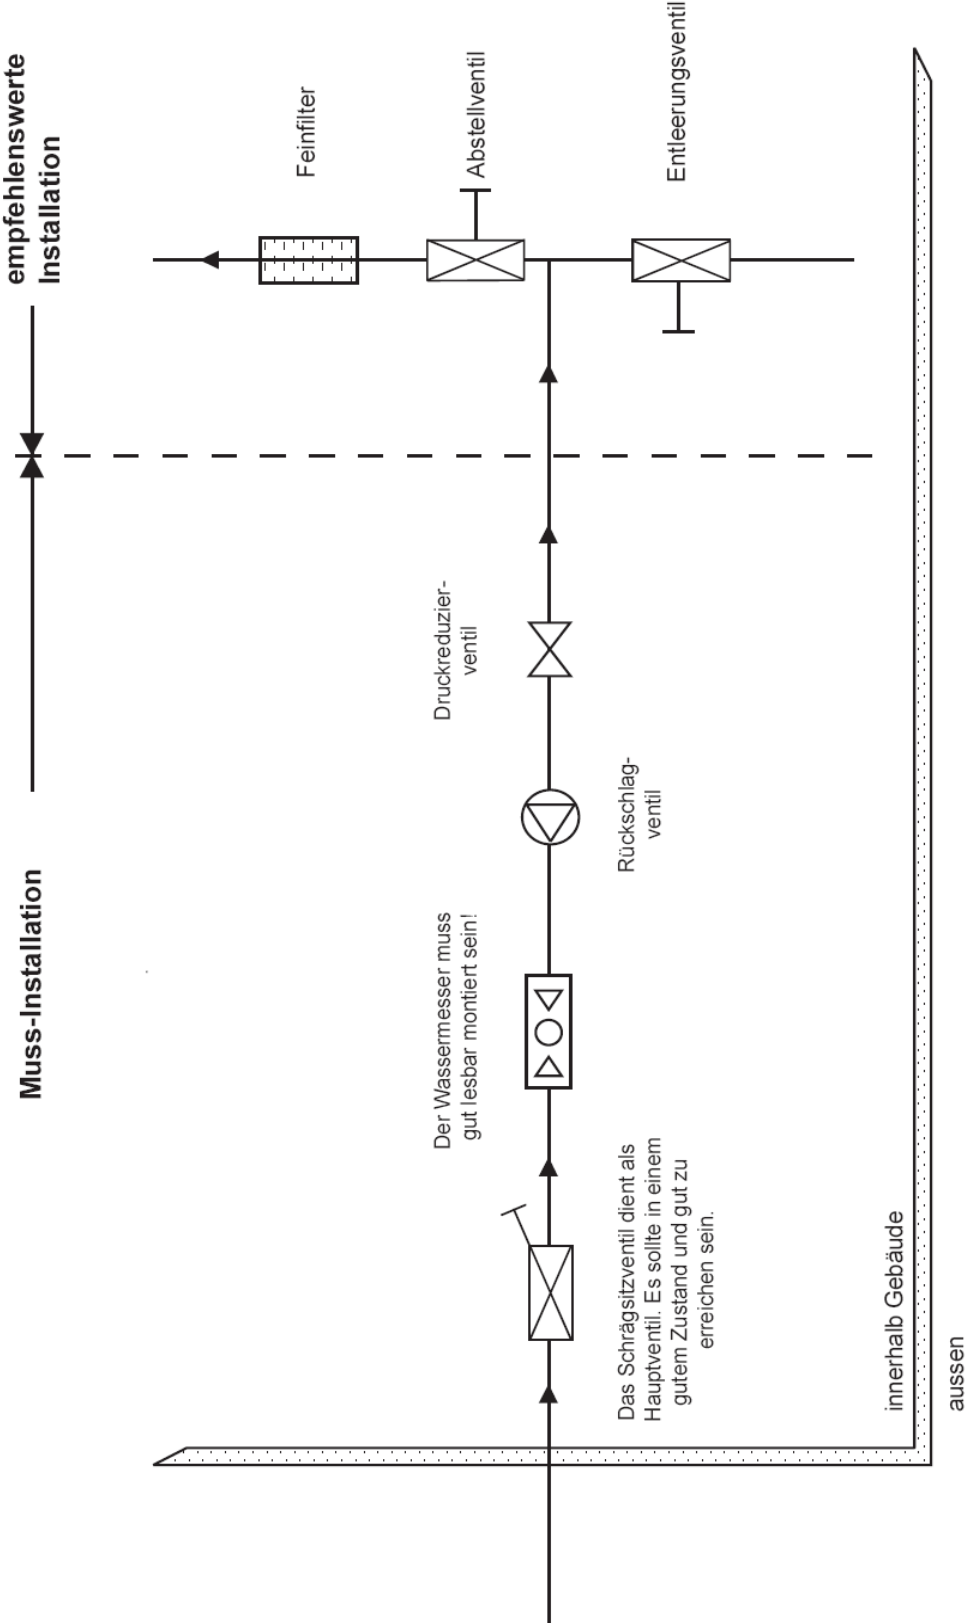 Muss-Installation
empfehlenswerte
Installation
Feinfilter
Abstellventil
Entleerungsventil
Druckreduzier-
ventil
Rückschlag-
ventil
Der Wassermesser muss
gut lesbar montiert sein!
Das Schrägsitzventil dient als
Hauptventil. Es sollte in einem
gutem Zustand und gut zu
erreichen sein.
innerhalb Gebäude
aussen